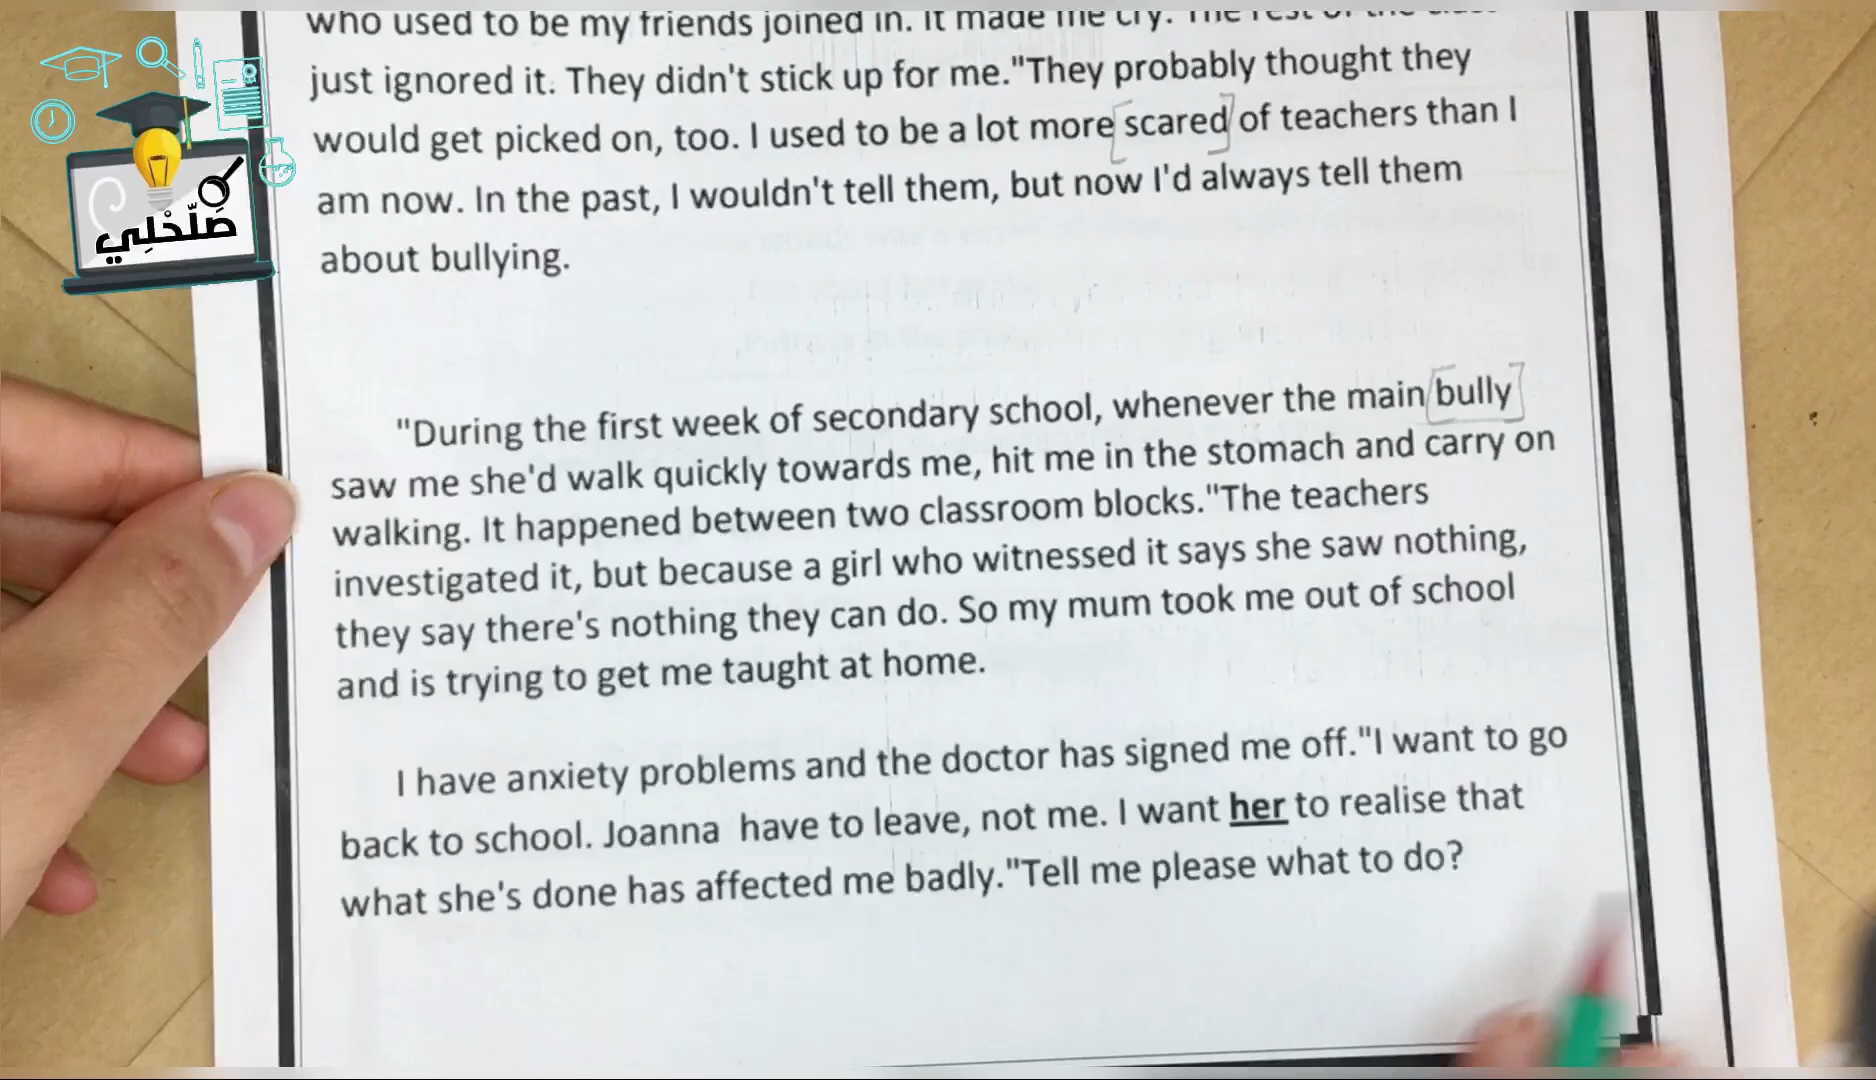 who used to be my friends joined in. It made me cry. The rest of the class
just ignored it. They didn't stick up for me."They probably thought they
would get picked on, too. I used to be a lot more scared of teachers than I
am now. In the past, I wouldn't tell them, but now I'd always tell them
about bullying.
"During the first week of secondary school, whenever the main bully
saw me she'd walk quickly towards me, hit me in the stomach and carry on
walking. It happened between two classroom blocks."The teachers
investigated it, but because a girl who witnessed it says she saw nothing,
they say there's nothing they can do. So my mum took me out of school
and is trying to get me taught at home.
I have anxiety problems and the doctor has signed me off."I want to go
back to school. Joanna have to leave, not me. I want her to realise that
what she's done has affected me badly."Tell me please what to do?
صَلّحْلِي